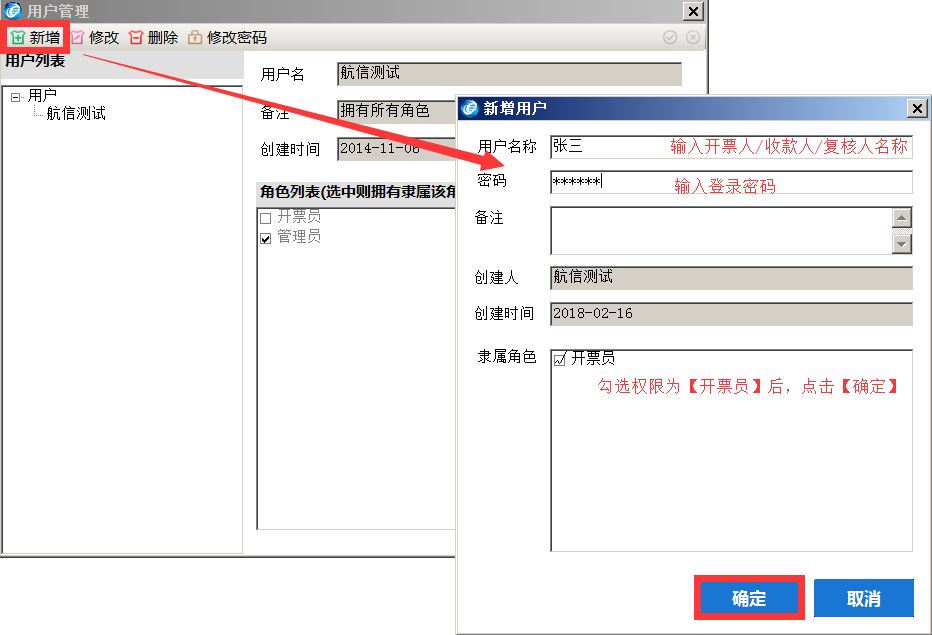 用户管理
新增 修改 删除 修改密码
用户列表
用户
航信测试
用户名 航信测试
备注 拥有所有角色
创建时间 2014-11-06
角色列表(选中则拥有隶属该角
开票员
管理员
新增用户
用户名称 张三 输入开票人/收款人/复核人名称
密码 ****** 输入登录密码
备注
创建人 航信测试
创建时间 2018-02-16
隶属角色 开票员
勾选权限为【开票员】后，点击【确定】
确定 取消